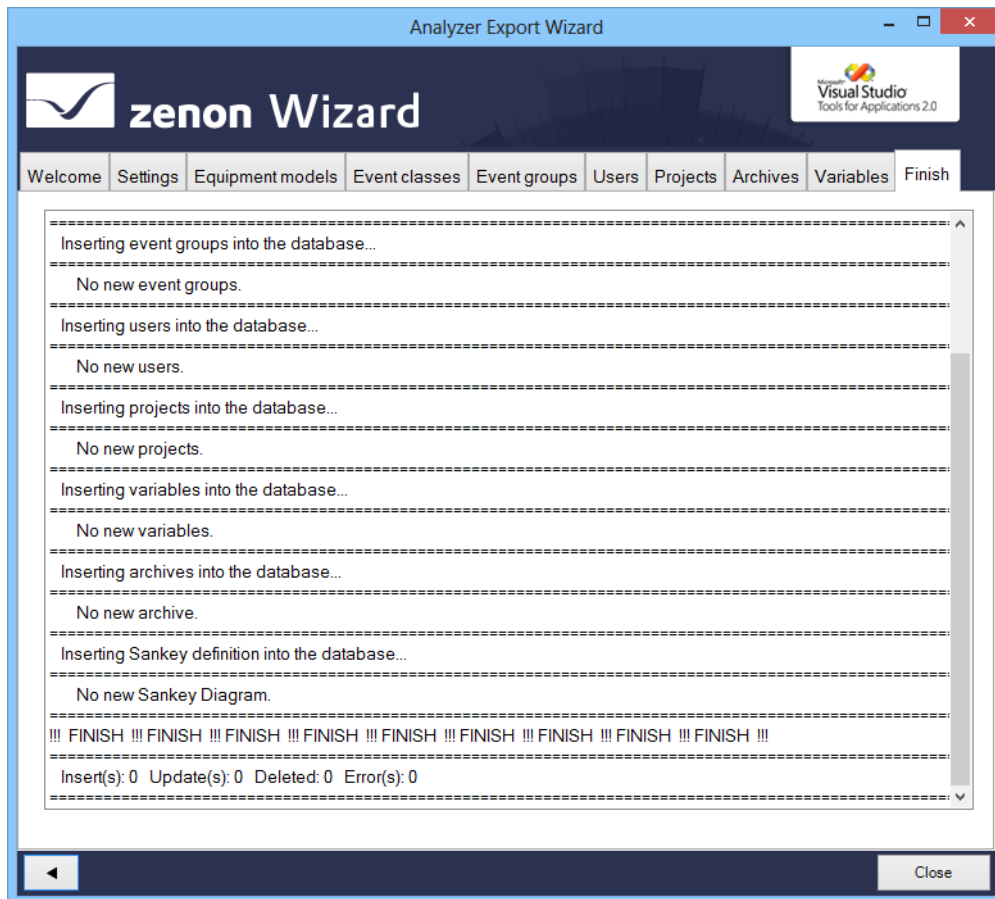 Analyzer Export Wizard
zenon Wizard
Microsoft
Visual Studio
Tools for Applications 2.0
Welcome Settings Equipment models Event classes Event groups Users Projects Archives Variables Finish
==========================================================================================
Inserting event groups into the database...
==========================================================================================
No new event groups.
==========================================================================================
Inserting users into the database...
==========================================================================================
No new users.
==========================================================================================
Inserting projects into the database...
==========================================================================================
No new projects.
==========================================================================================
Inserting variables into the database...
==========================================================================================
No new variables.
==========================================================================================
Inserting archives into the database...
==========================================================================================
No new archive.
==========================================================================================
Inserting Sankey definition into the database...
==========================================================================================
No new Sankey Diagram.
==========================================================================================
!!! FINISH !!! FINISH !!! FINISH !!! FINISH !!! FINISH !!! FINISH !!! FINISH !!! FINISH !!! FINISH !!!
==========================================================================================
Insert(s): 0 Update(s): 0 Deleted: 0 Error(s): 0
==========================================================================================
Close